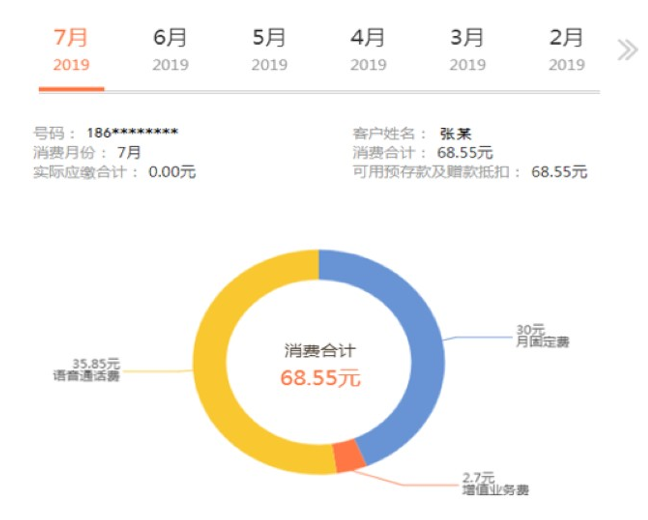 7月 6月 5月 4月 3月 2月
2019 2019 2019 2019 2019 2019
号码： 186******** 客户姓名： 张某
消费月份： 7月 消费合计： 68.55元
实际应缴合计： 0.00元 可用预存款及赠款抵扣： 68.55元
30元
月固定费
消费合计
68.55元
35.85元
语音通话费
2.7元
增值业务费